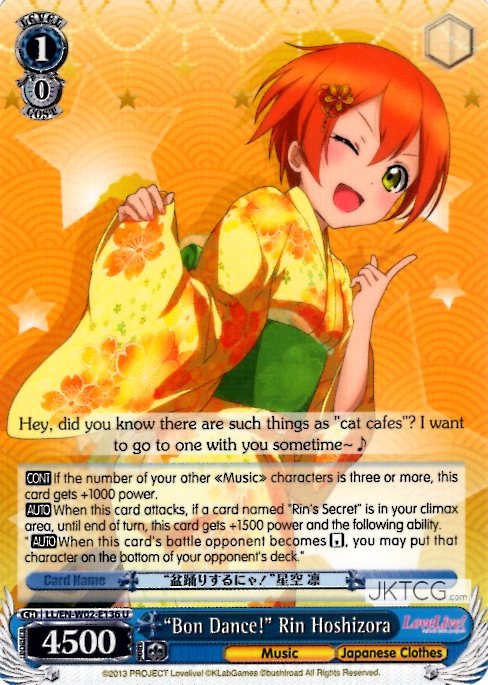 LEVEL
1
0
COST
Hey, did you know there are such things as "cat cafes"? I want
to go to one with you sometime~♪
CONT If the number of your other «Music» characters is three or more, this
card gets +1000 power.
AUTO When this card attacks, if a card named "Rin's Secret" is in your climax
area, until end of turn, this card gets +1500 power and the following ability.
"AUTO When this card's battle opponent becomes , you may put that
character on the bottom of your opponent's deck."
Card Name
“盆踊りするにゃ!”星空 凛
JKTCG.com
CH LL/EN-W02-E136 U
POWER
4500
“Bon Dance!” Rin Hoshizora
LoveLive!
Music
Japanese Clothes
©2013 PROJECT Lovelive! ©KLabGames ©bushiroad All Rights Reserved.